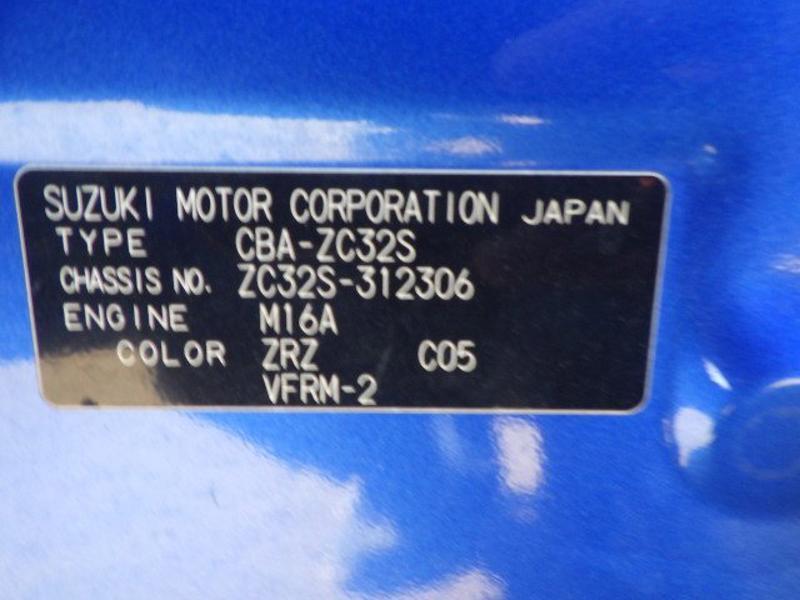 SUZUKI MOTOR CORPORATION JAPAN
TYPE CBA-ZC32S
CHASSIS NO. ZC32S-312306
ENGINE M16A
COLOR ZRZ C05
VFRM-2